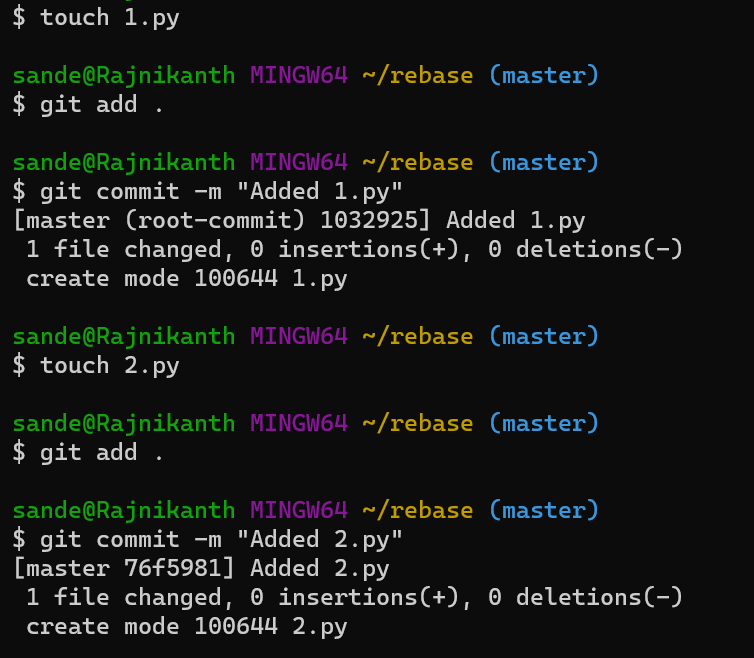 $ touch 1.py
sande@Rajnikanth MINGW64 ~/rebase (master)
$ git add .
sande@Rajnikanth MINGW64 ~/rebase (master)
$ git commit -m "Added 1.py"
[master (root-commit) 1032925] Added 1.py
 1 file changed, 0 insertions(+), 0 deletions(-)
 create mode 100644 1.py
sande@Rajnikanth MINGW64 ~/rebase (master)
$ touch 2.py
sande@Rajnikanth MINGW64 ~/rebase (master)
$ git add .
sande@Rajnikanth MINGW64 ~/rebase (master)
$ git commit -m "Added 2.py"
[master 76f5981] Added 2.py
 1 file changed, 0 insertions(+), 0 deletions(-)
 create mode 100644 2.py